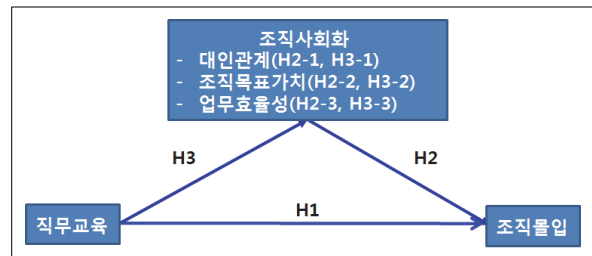 조직사회화
- 대인관계(H2-1, H3-1)
- 조직목표가치(H2-2, H3-2)
- 업무효율성(H2-3, H3-3)
H3
H2
H1
직무교육
조직몰입